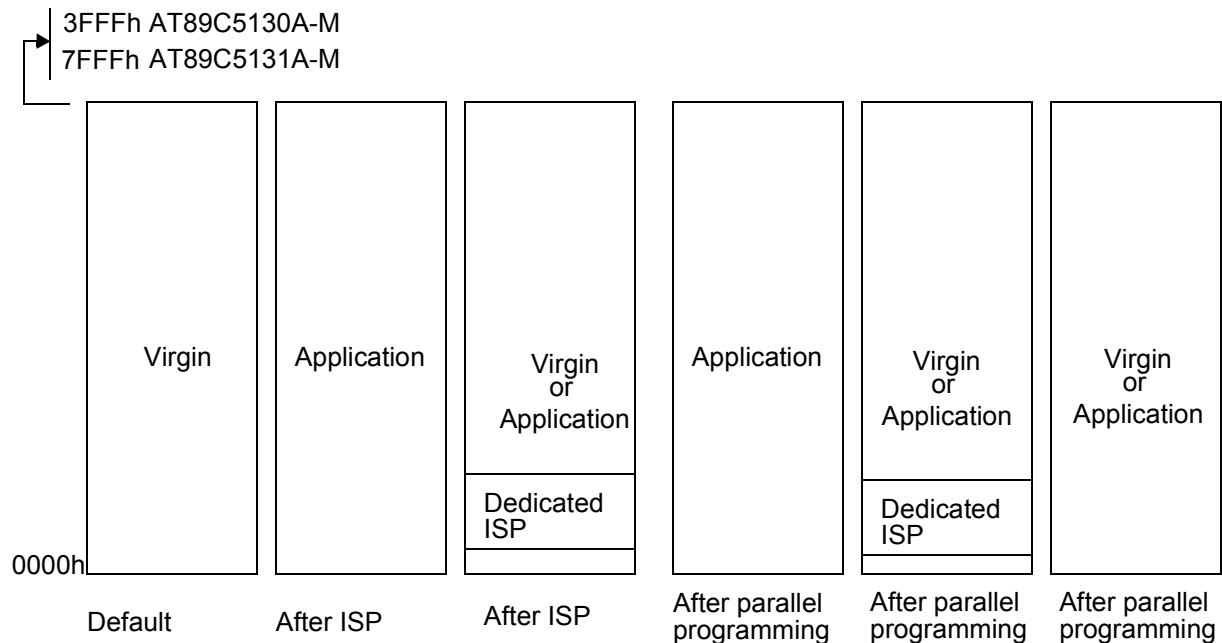 3FFFh AT89C5130A-M
7FFFh AT89C5131A-M
Virgin
Application
Virgin
or
Application
Application
Virgin
or
Application
Virgin
or
Application
Dedicated
ISP
Dedicated
ISP
0000h
Default
After ISP
After ISP
After parallel
programming
After parallel
programming
After parallel
programming